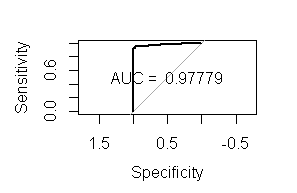 Sensitivity
0.6
0.0
AUC = 0.97779
1.5 0.5 -0.5
Specificity